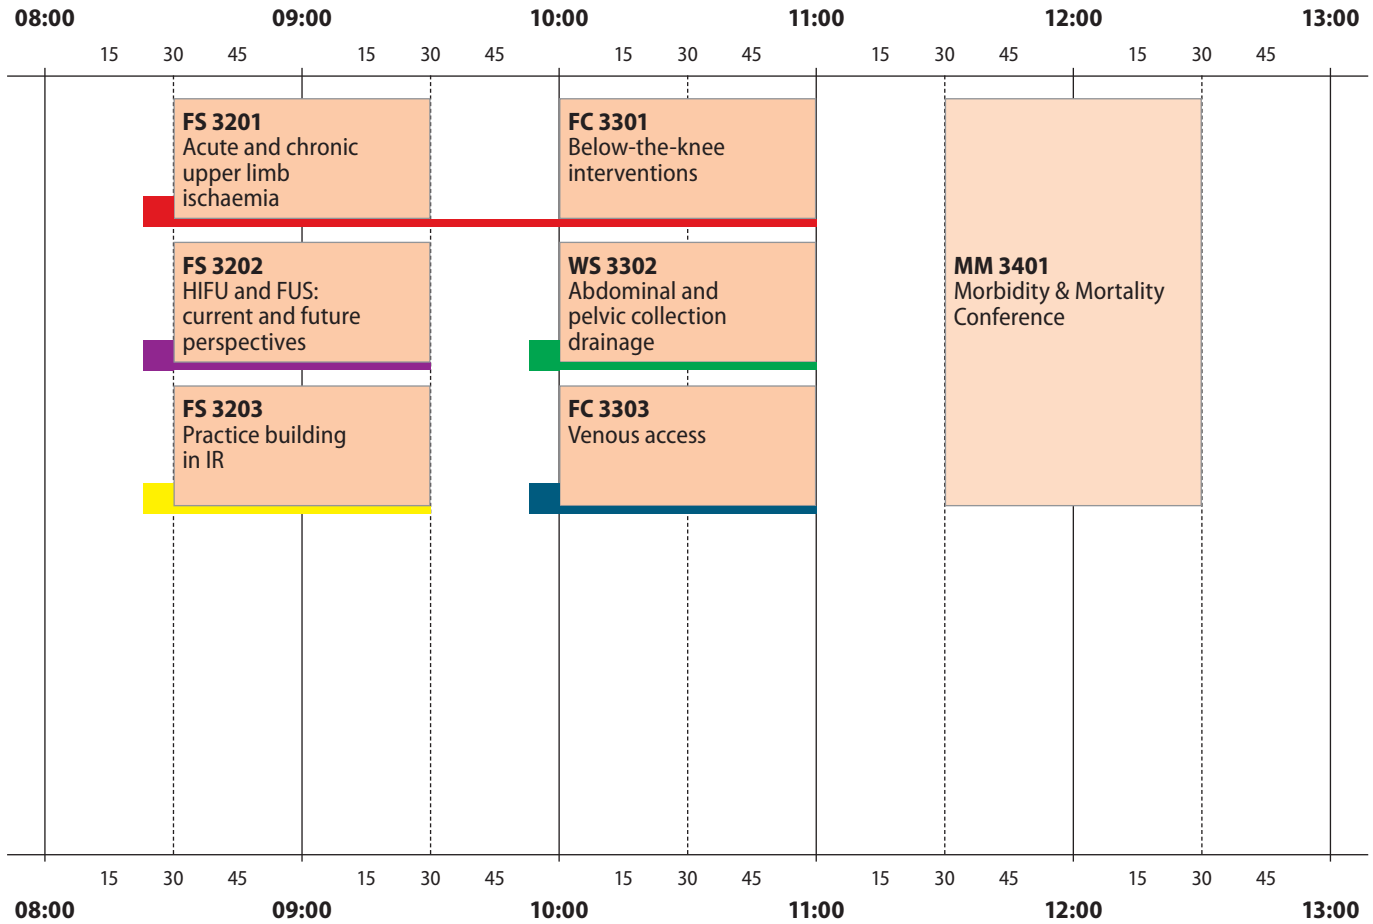 08:00 09:00 10:00 11:00 12:00 13:00
15 30 45 15 30 45 15 30 45 15 30 45 15 30 45
FS 3201
Acute and chronic
upper limb
ischaemia
FC 3301
Below-the-knee
interventions
FS 3202
HIFU and FUS:
current and future
perspectives
WS 3302
Abdominal and
pelvic collection
drainage
MM 3401
Morbidity & Mortality
Conference
FS 3203
Practice building
in IR
FC 3303
Venous access
15 30 45 15 30 45 15 30 45 15 30 45 15 30 45
08:00 09:00 10:00 11:00 12:00 13:00